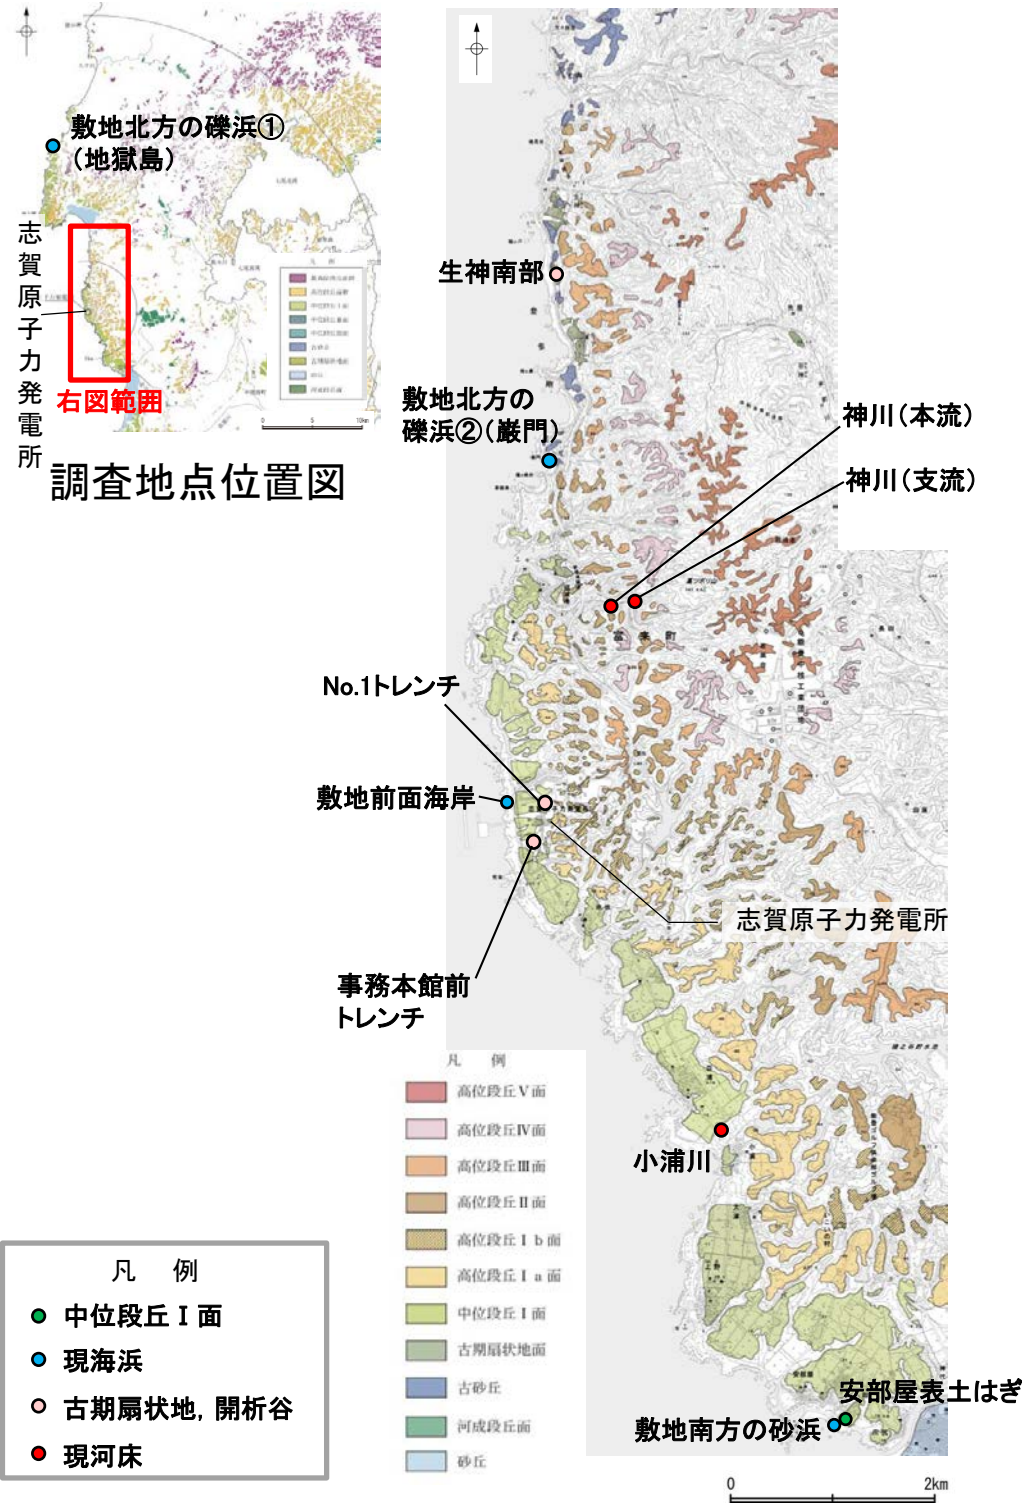 敷地北方の礫浜①
(地獄島)
志賀原子力発電所
右図範囲
0 5 10km
調査地点位置図
生神南部
敷地北方の
礫浜②(巌門)
神川(本流)
神川(支流)
富来町
No.1トレンチ
敷地前面海岸
志賀原子力発電所
事務本館前
トレンチ
小浦川
安部屋
安部屋表土はぎ
敷地南方の砂浜
凡 例
高位段丘Ⅴ面
高位段丘Ⅳ面
高位段丘Ⅲ面
高位段丘Ⅱ面
高位段丘Ⅰb面
高位段丘Ⅰa面
中位段丘Ⅰ面
古期扇状地面
古砂丘
河成段丘面
砂丘
凡 例
中位段丘Ⅰ面
現海浜
古期扇状地, 開析谷
現河床
0 2km